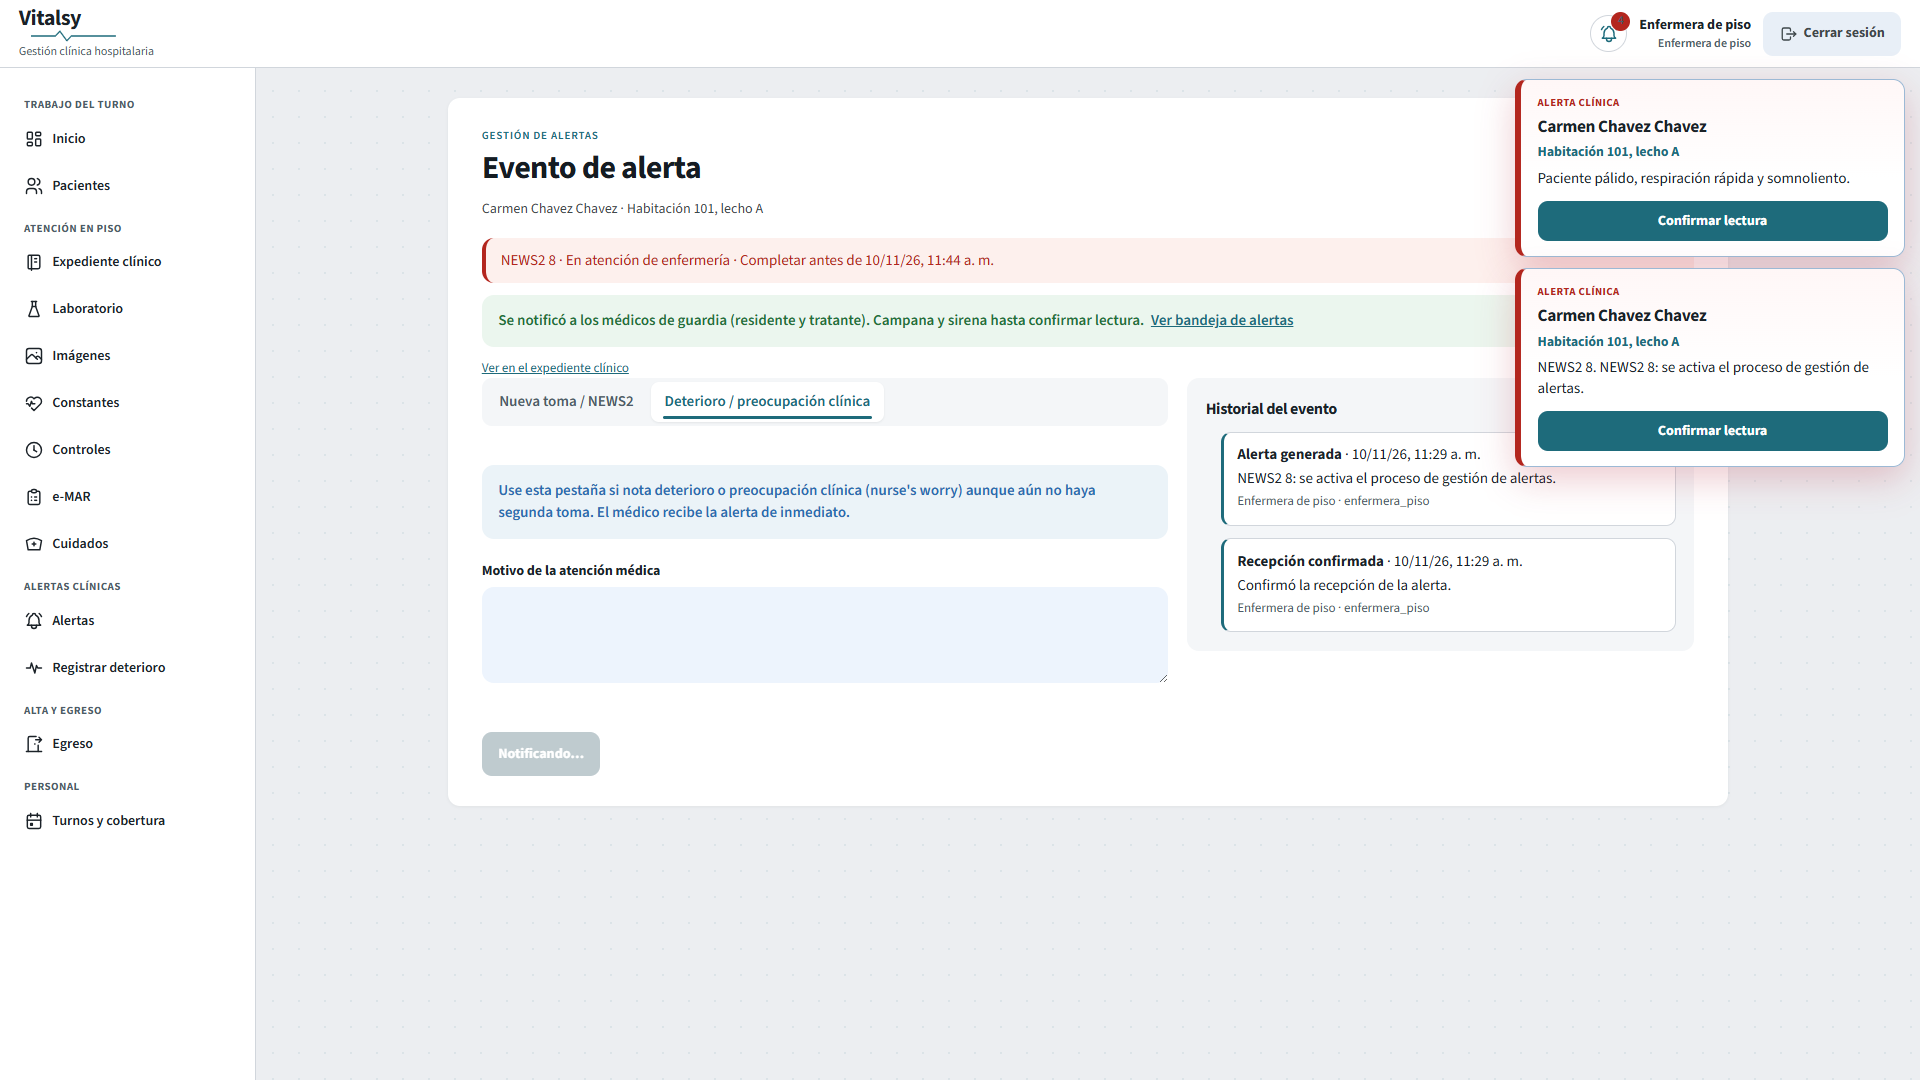 Vitalsy
Gestión clínica hospitalaria
Enfermera de piso
Enfermera de piso
Cerrar sesión
TRABAJO DEL TURNO
Inicio
Pacientes
ATENCIÓN EN PISO
Expediente clínico
Laboratorio
Imágenes
Constantes
Controles
e-MAR
Cuidados
ALERTAS CLÍNICAS
Alertas
Registrar deterioro
ALTA Y EGRESO
Egreso
PERSONAL
Turnos y cobertura
GESTIÓN DE ALERTAS
Evento de alerta
Carmen Chavez Chavez · Habitación 101, lecho A
NEWS2 8 · En atención de enfermería · Completar antes de 10/11/26, 11:44 a. m.
Se notificó a los médicos de guardia (residente y tratante). Campana y sirena hasta confirmar lectura. Ver bandeja de alertas
Ver en el expediente clínico
Nueva toma / NEWS2
Deterioro / preocupación clínica
Use esta pestaña si nota deterioro o preocupación clínica (nurse's worry) aunque aún no haya
segunda toma. El médico recibe la alerta de inmediato.
Motivo de la atención médica
Notificando...
Historial del evento
Alerta generada · 10/11/26, 11:29 a. m.
NEWS2 8: se activa el proceso de gestión de alertas.
Enfermera de piso · enfermera_piso
Recepción confirmada · 10/11/26, 11:29 a. m.
Confirmó la recepción de la alerta.
Enfermera de piso · enfermera_piso
ALERTA CLÍNICA
Carmen Chavez Chavez
Habitación 101, lecho A
Paciente pálido, respiración rápida y somnoliento.
Confirmar lectura
ALERTA CLÍNICA
Carmen Chavez Chavez
Habitación 101, lecho A
NEWS2 8. NEWS2 8: se activa el proceso de gestión de
alertas.
Confirmar lectura